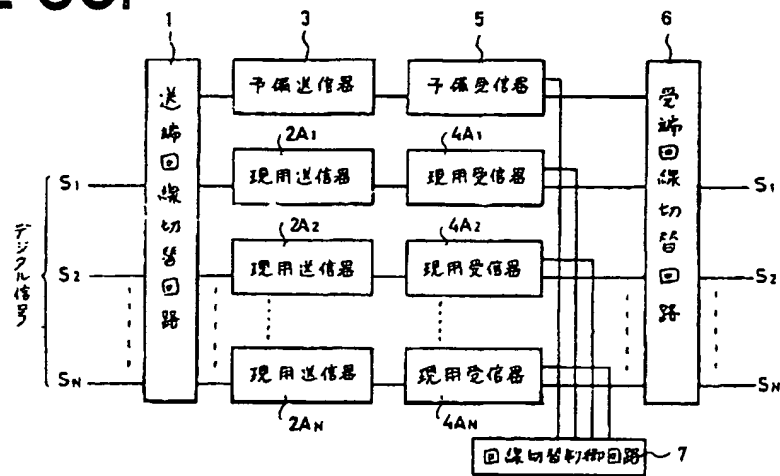 1
3
5
6
送端回線切替回路
予備送信器
予備受信器
受端回線切替回路
2A1
4A1
S1
現用送信器
現用受信器
S1
デジタル信号
2A2
4A2
S2
現用送信器
現用受信器
S2
SN
現用送信器
現用受信器
SN
2AN
4AN
回線切替制御回路
7